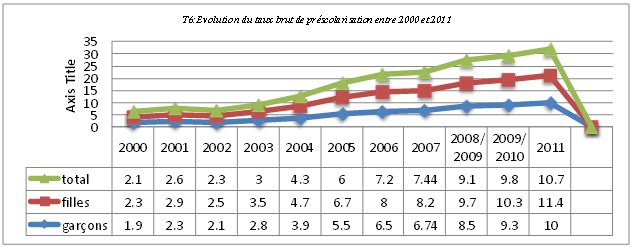 T6: Evolution du taux brut de préscolarisation entre 2000 et 2011
Axis Title
35
30
25
20
15
10
5
0
2000 2001 2002 2003 2004 2005 2006 2007 2008/2009 2009/2010 2011
total 2.1 2.6 2.3 3 4.3 6 7.2 7.44 9.1 9.8 10.7
filles 2.3 2.9 2.5 3.5 4.7 6.7 8 8.2 9.7 10.3 11.4
garçons 1.9 2.3 2.1 2.8 3.9 5.5 6.5 6.74 8.5 9.3 10